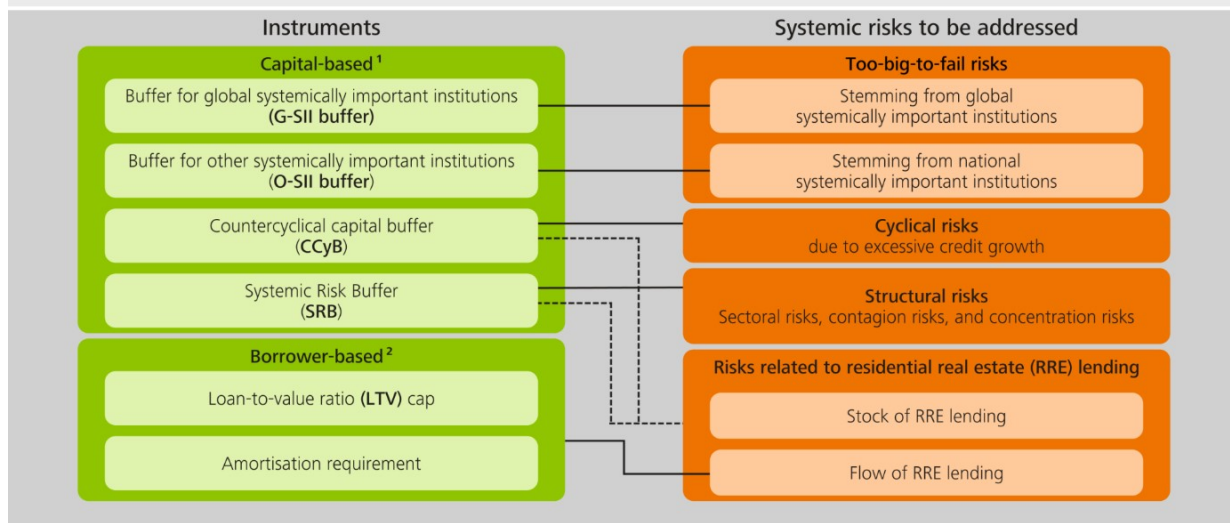 Instruments
Systemic risks to be addressed
Capital-based ¹
Buffer for global systemically important institutions
(G-SII buffer)
Buffer for other systemically important institutions
(O-SII buffer)
Countercyclical capital buffer
(CCyB)
Systemic Risk Buffer
(SRB)
Borrower-based ²
Loan-to-value ratio (LTV) cap
Amortisation requirement
Too-big-to-fail risks
Stemming from global
systemically important institutions
Stemming from national
systemically important institutions
Cyclical risks
due to excessive credit growth
Structural risks
Sectoral risks, contagion risks, and concentration risks
Risks related to residential real estate (RRE) lending
Stock of RRE lending
Flow of RRE lending